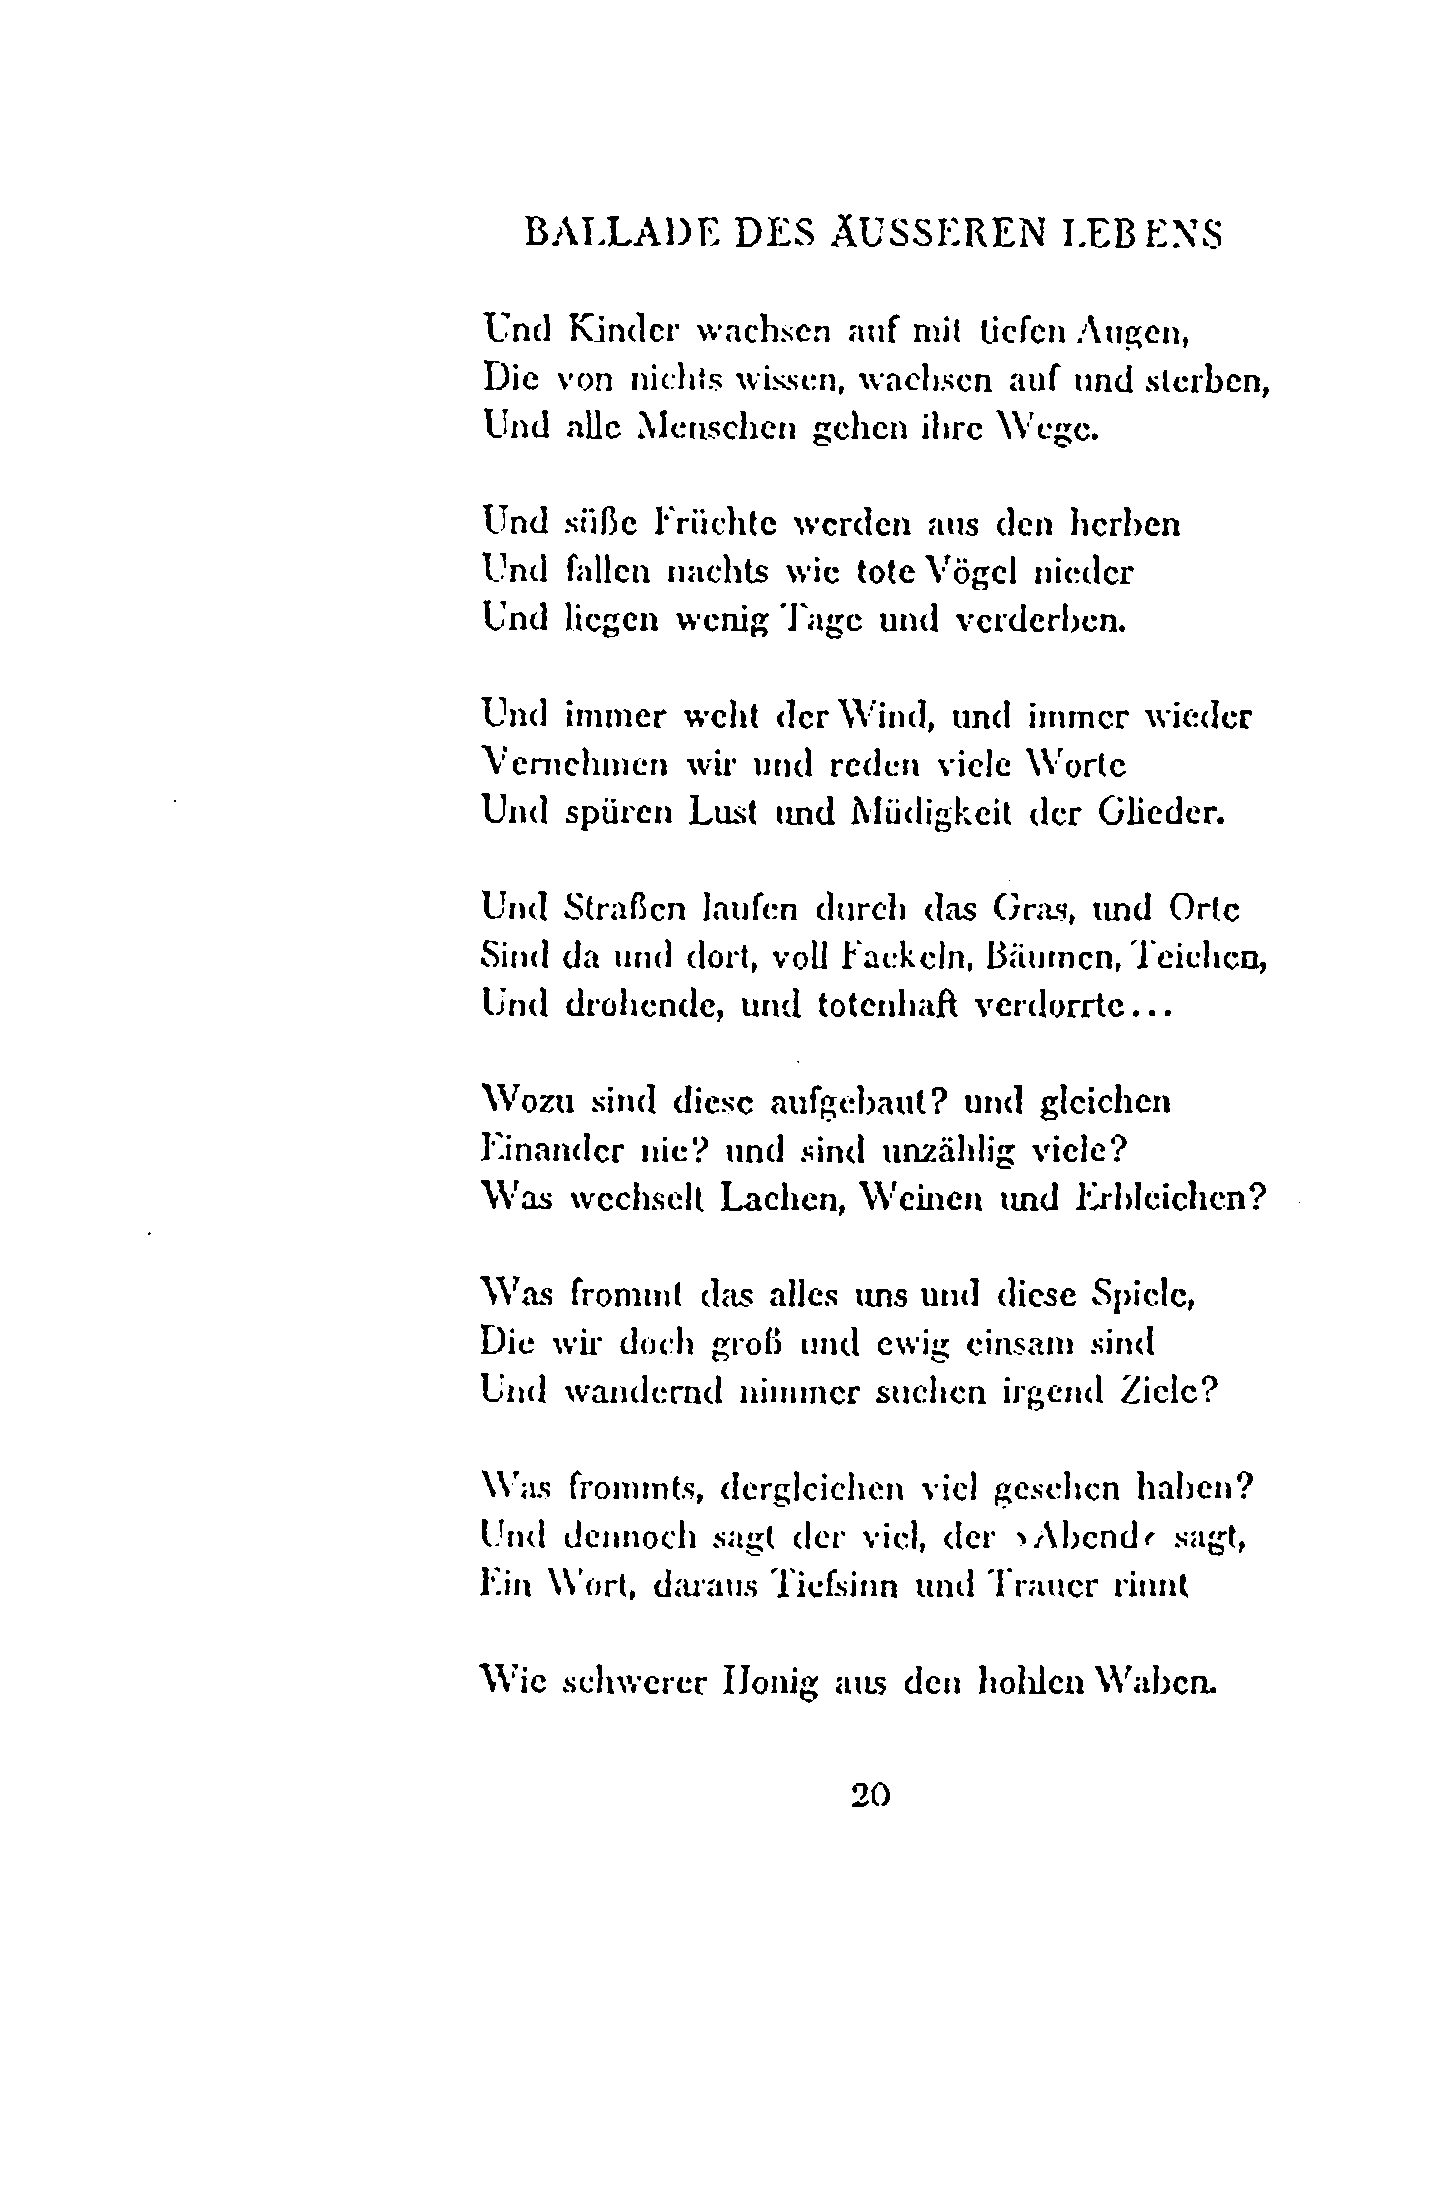 BALLADE DES ÄUSSEREN LEBENS
Und Kinder wachsen auf mit tiefen Augen,
Die von nichts wissen, wachsen auf und sterben,
Und alle Menschen gehen ihre Wege.
Und süße Früchte werden aus den herben
Und fallen nachts wie tote Vögel nieder
Und liegen wenig Tage und verderben.
Und immer weht der Wind, und immer wieder
Vernehmen wir und reden viele Worte
Und spüren Lust und Müdigkeit der Glieder.
Und Straßen laufen durch das Gras, und Orte
Sind da und dort, voll Fackeln, Bäumen, Teichen,
Und drohende, und totenhaft verdorrte...
Wozu sind diese aufgebaut? und gleichen
Einander nie? und sind unzählig viele?
Was wechselt Lachen, Weinen und Erbleichen?
Was frommt das alles uns und diese Spiele,
Die wir doch groß und ewig einsam sind
Und wandernd nimmer suchen irgend Ziele?
Was frommts, dergleichen viel gesehen haben?
Und dennoch sagt der viel, der ›Abend‹ sagt,
Ein Wort, daraus Tiefsinn und Trauer rinnt
Wie schwerer Honig aus den hohlen Waben.
20